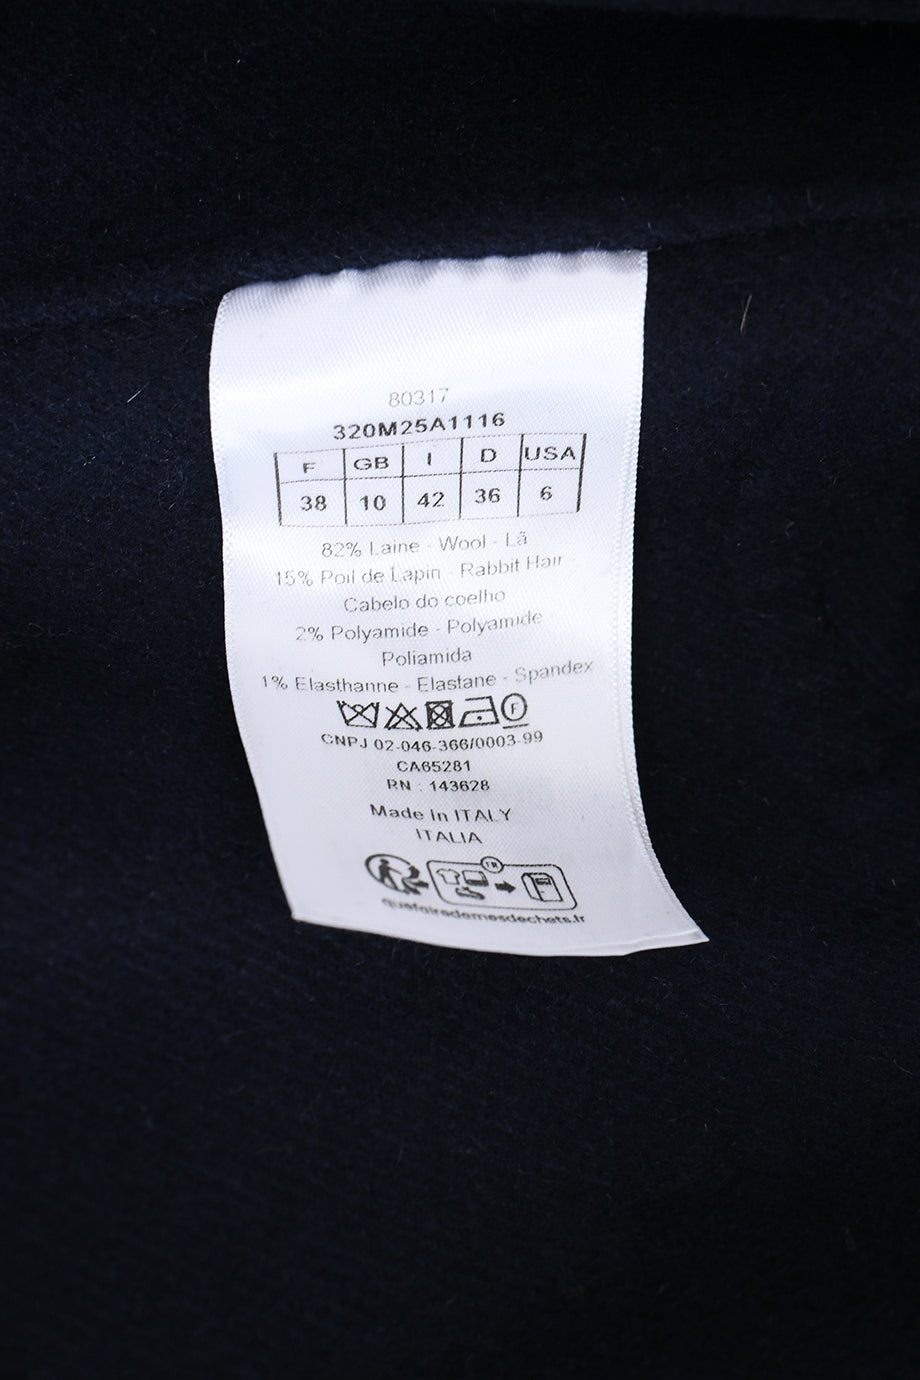 80317
320M25A1116
F GB I D USA
38 10 42 36 6
82% Laine - Wool - Lã
15% Poil de Lapin - Rabbit Hair -
Cabelo do coelho
2% Polyamide - Polyamide -
Poliamida
1% Elasthanne - Elastane - Spandex
F
CNPJ 02-046-366/0003-99
CA65281
RN : 143628
Made in ITALY
ITALIA
FR
quefairedemesdechets.fr